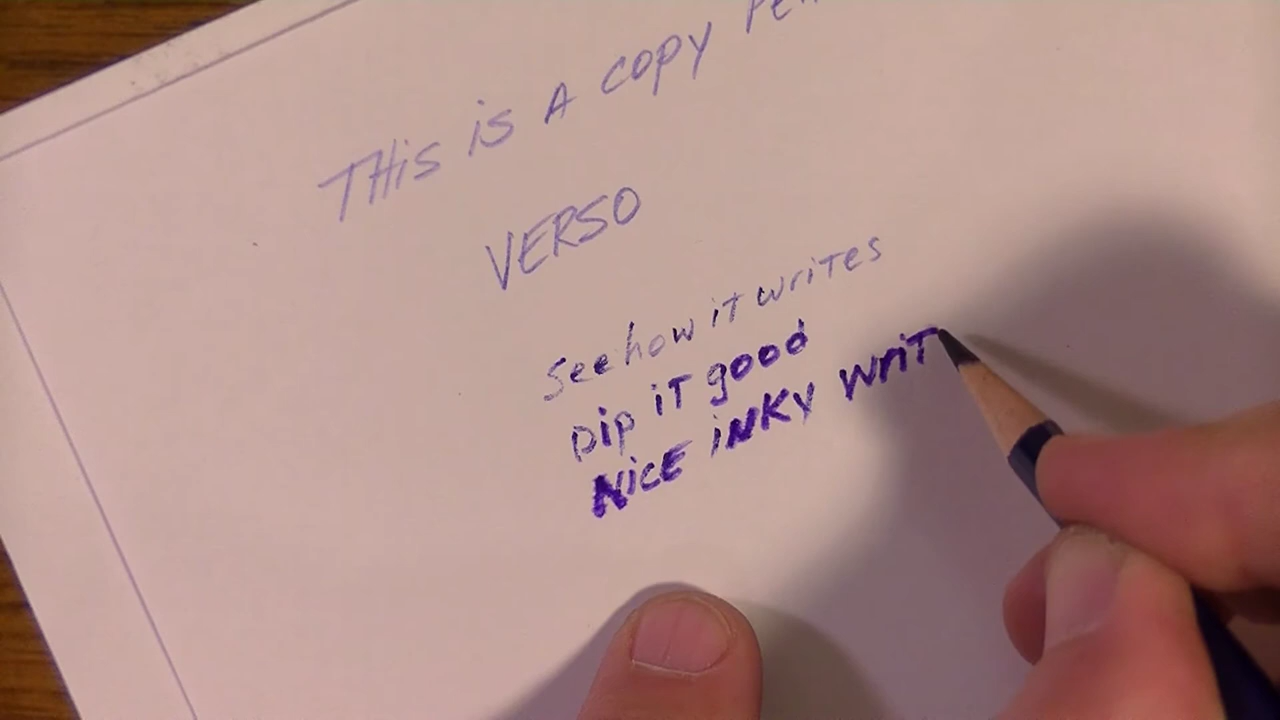 THis is A copy
VERSO
See how it writes
Dip it good
NicE iNKy WriT